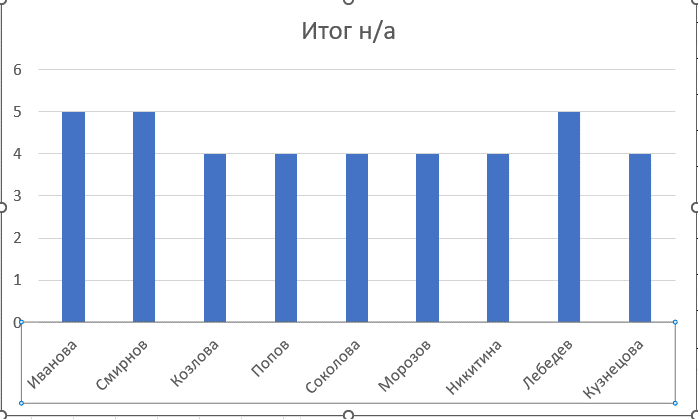 Итог н/а
6
5
4
3
2
1
0
Иванова
Смирнов
Козлова
Попов
Соколова
Морозов
Никитина
Лебедев
Кузнецова